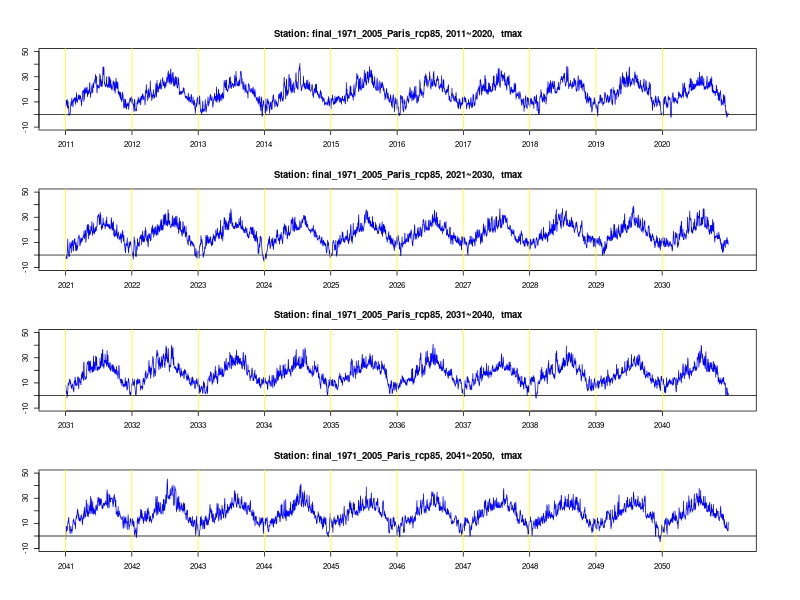 Station: final_1971_2005_Paris_rcp85, 2011~2020, tmax
-10 10 30 50
2011 2012 2013 2014 2015 2016 2017 2018 2019 2020
Station: final_1971_2005_Paris_rcp85, 2021~2030, tmax
-10 10 30 50
2021 2022 2023 2024 2025 2026 2027 2028 2029 2030
Station: final_1971_2005_Paris_rcp85, 2031~2040, tmax
-10 10 30 50
2031 2032 2033 2034 2035 2036 2037 2038 2039 2040
Station: final_1971_2005_Paris_rcp85, 2041~2050, tmax
-10 10 30 50
2041 2042 2043 2044 2045 2046 2047 2048 2049 2050